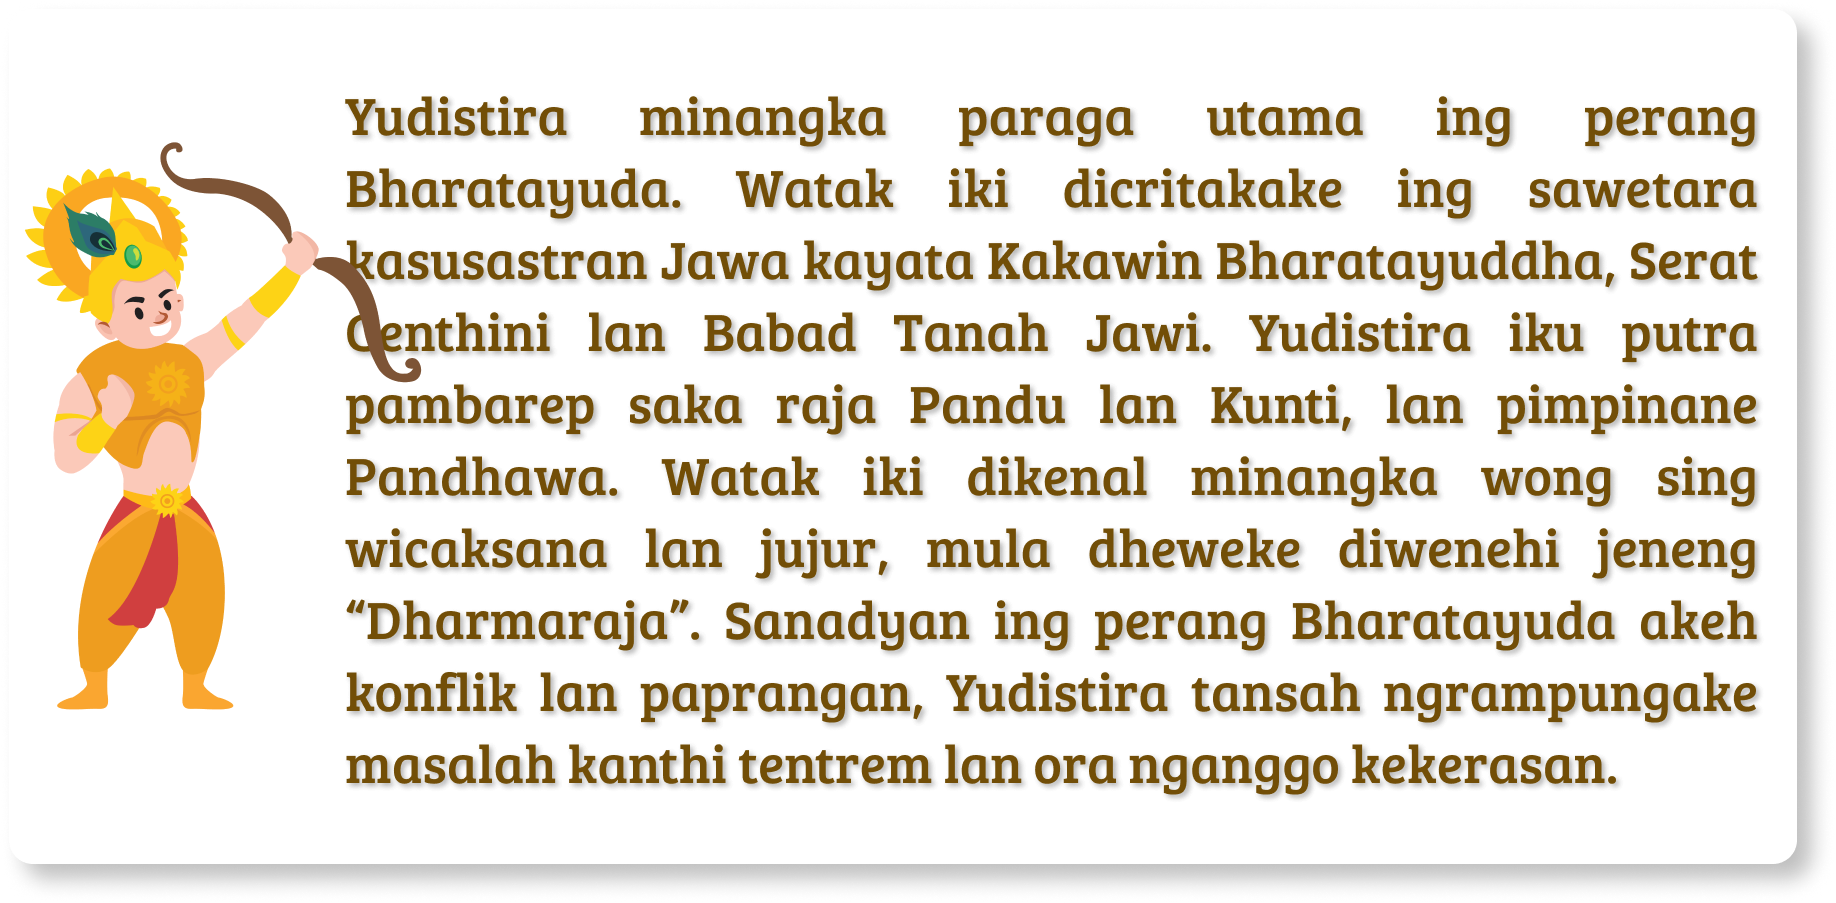 Yudistira minangka paraga utama ing perang
Bharatayuda. Watak iki dicritakake ing sawetara
kasusastran Jawa kayata Kakawin Bharatayuddha, Serat
Centhini lan Babad Tanah Jawi. Yudistira iku putra
pambarep saka raja Pandu lan Kunti, lan pimpinane
Pandhawa. Watak iki dikenal minangka wong sing
wicaksana lan jujur, mula dheweke diwenehi jeneng
“Dharmaraja”. Sanadyan ing perang Bharatayuda akeh
konflik lan paprangan, Yudistira tansah ngrampungake
masalah kanthi tentrem lan ora nganggo kekerasan.